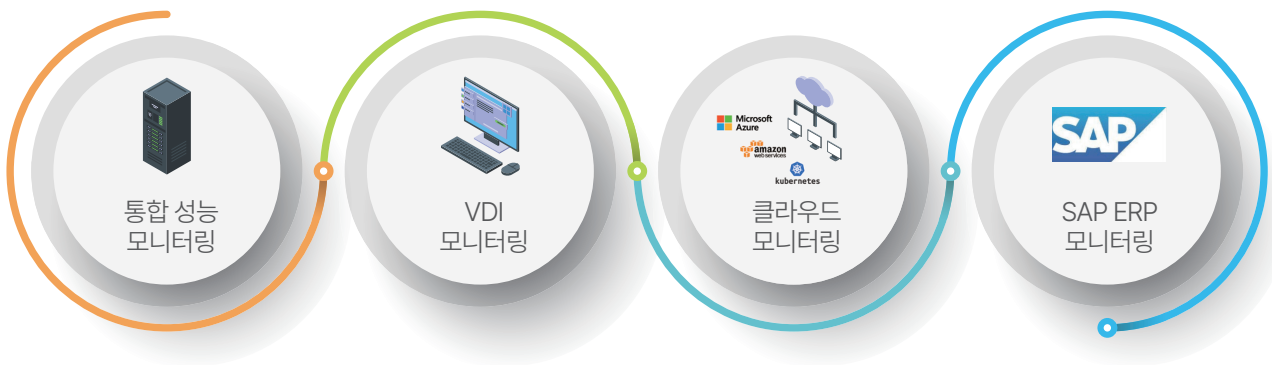 통합 성능
모니터링
VDI
모니터링
Microsoft
Azure
amazon
web services
kubernetes
클라우드
모니터링
SAP
SAP ERP
모니터링